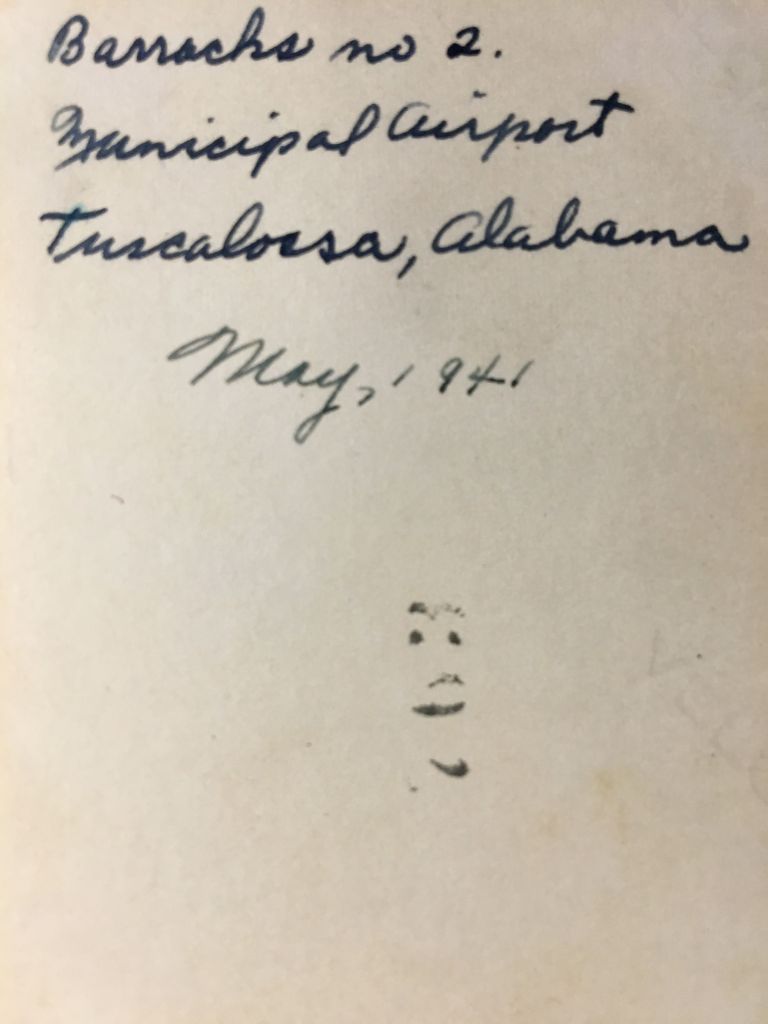 Barracks no 2.
Municipal Airport
Tuscaloosa, Alabama
May, 1941